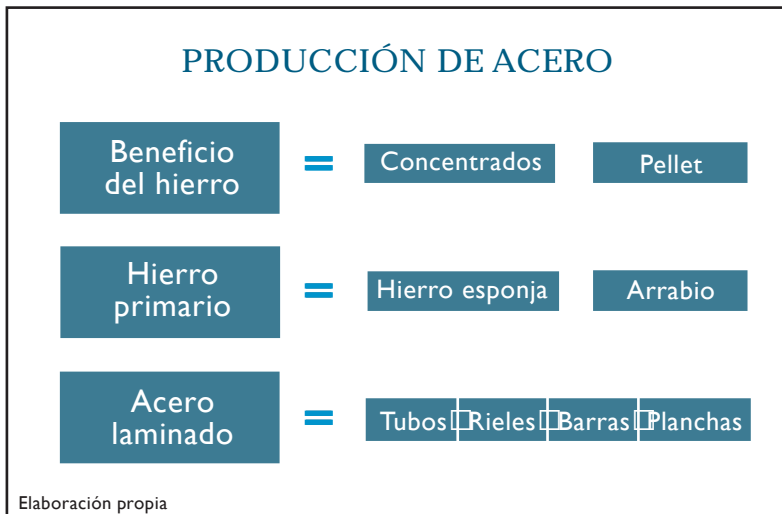 PRODUCCIÓN DE ACERO
Beneficio
del hierro
=
Concentrados
Pellet
Hierro
primario
=
Hierro esponja
Arrabio
Acero
laminado
=
Tubos
Rieles
Barras
Planchas
Elaboración propia